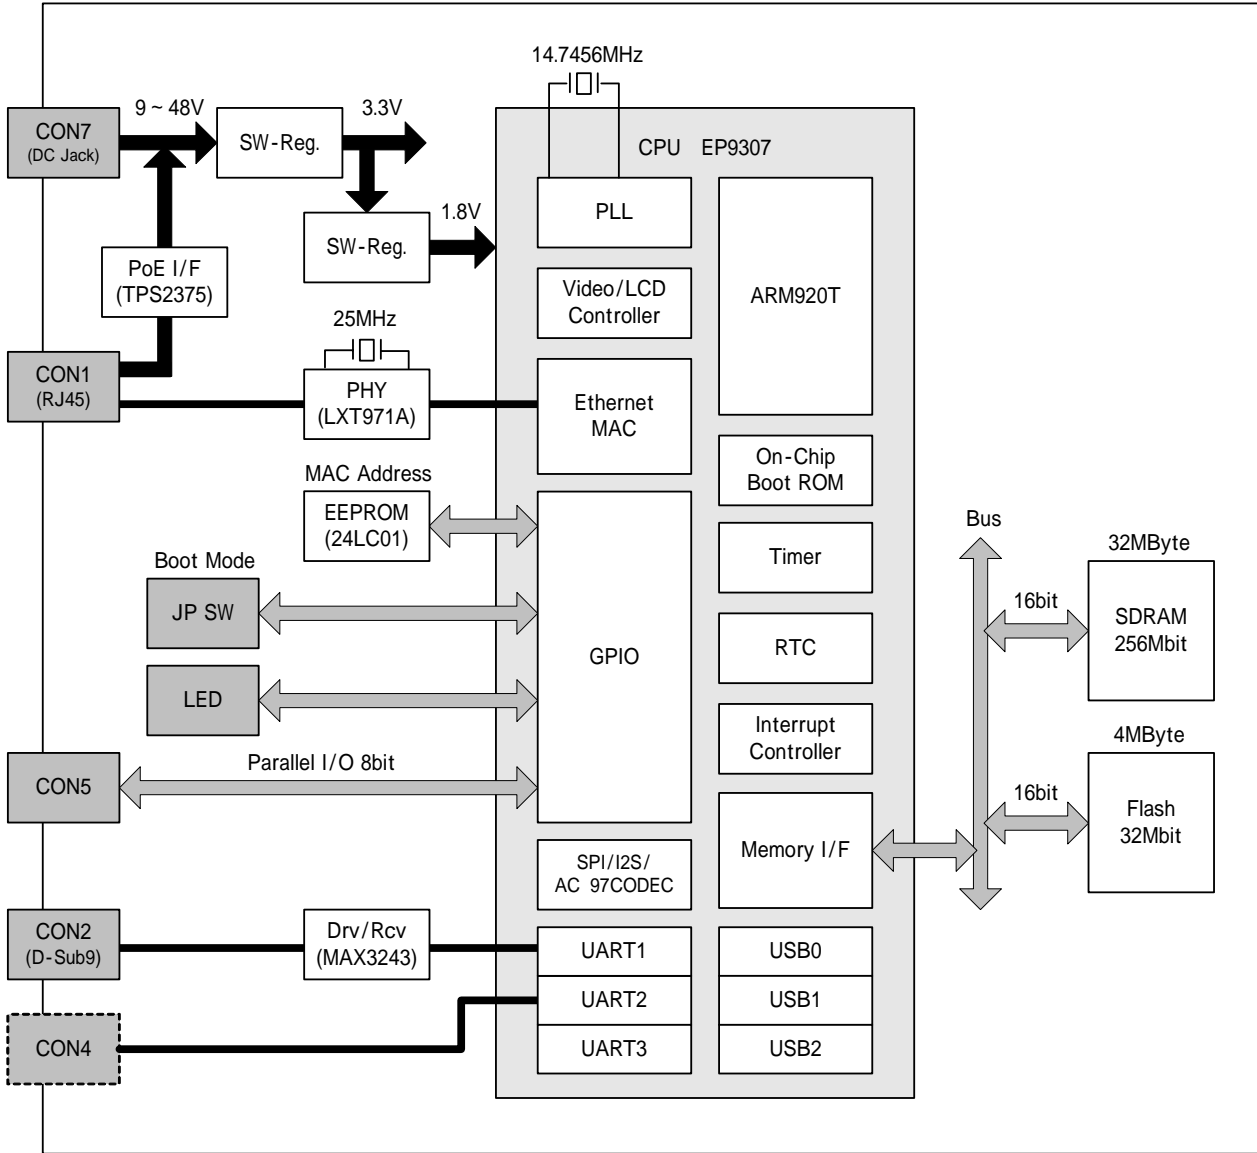 14.7456MHz
9 ~ 48V
3.3V
CON7
(DC Jack)
SW-Reg.
CPU EP9307
PLL
1.8V
SW-Reg.
PoE I/F
(TPS2375)
Video/LCD
Controller
ARM920T
25MHz
CON1
(RJ45)
PHY
(LXT971A)
Ethernet
MAC
On-Chip
Boot ROM
MAC Address
EEPROM
(24LC01)
Timer
Bus
32MByte
Boot Mode
JP SW
16bit
SDRAM
256Mbit
GPIO
RTC
LED
Interrupt
Controller
4MByte
Parallel I/O 8bit
CON5
16bit
Flash
32Mbit
Memory I/F
SPI/I2S/
AC 97CODEC
CON2
(D-Sub9)
Drv/Rcv
(MAX3243)
UART1
USB0
UART2
USB1
CON4
UART3
USB2